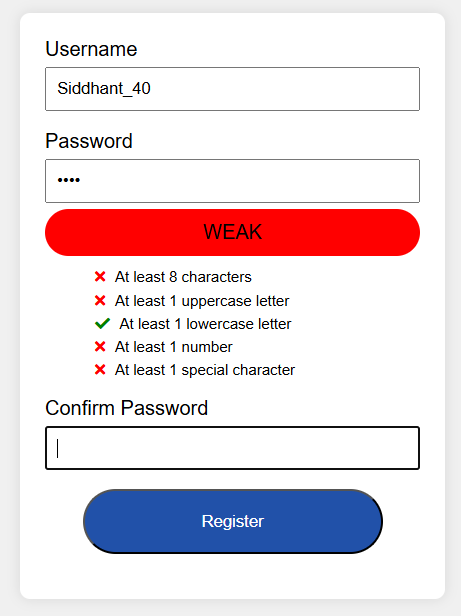 Username
Siddhant_40
Password
••••
WEAK
At least 8 characters
At least 1 uppercase letter
At least 1 lowercase letter
At least 1 number
At least 1 special character
Confirm Password
Register